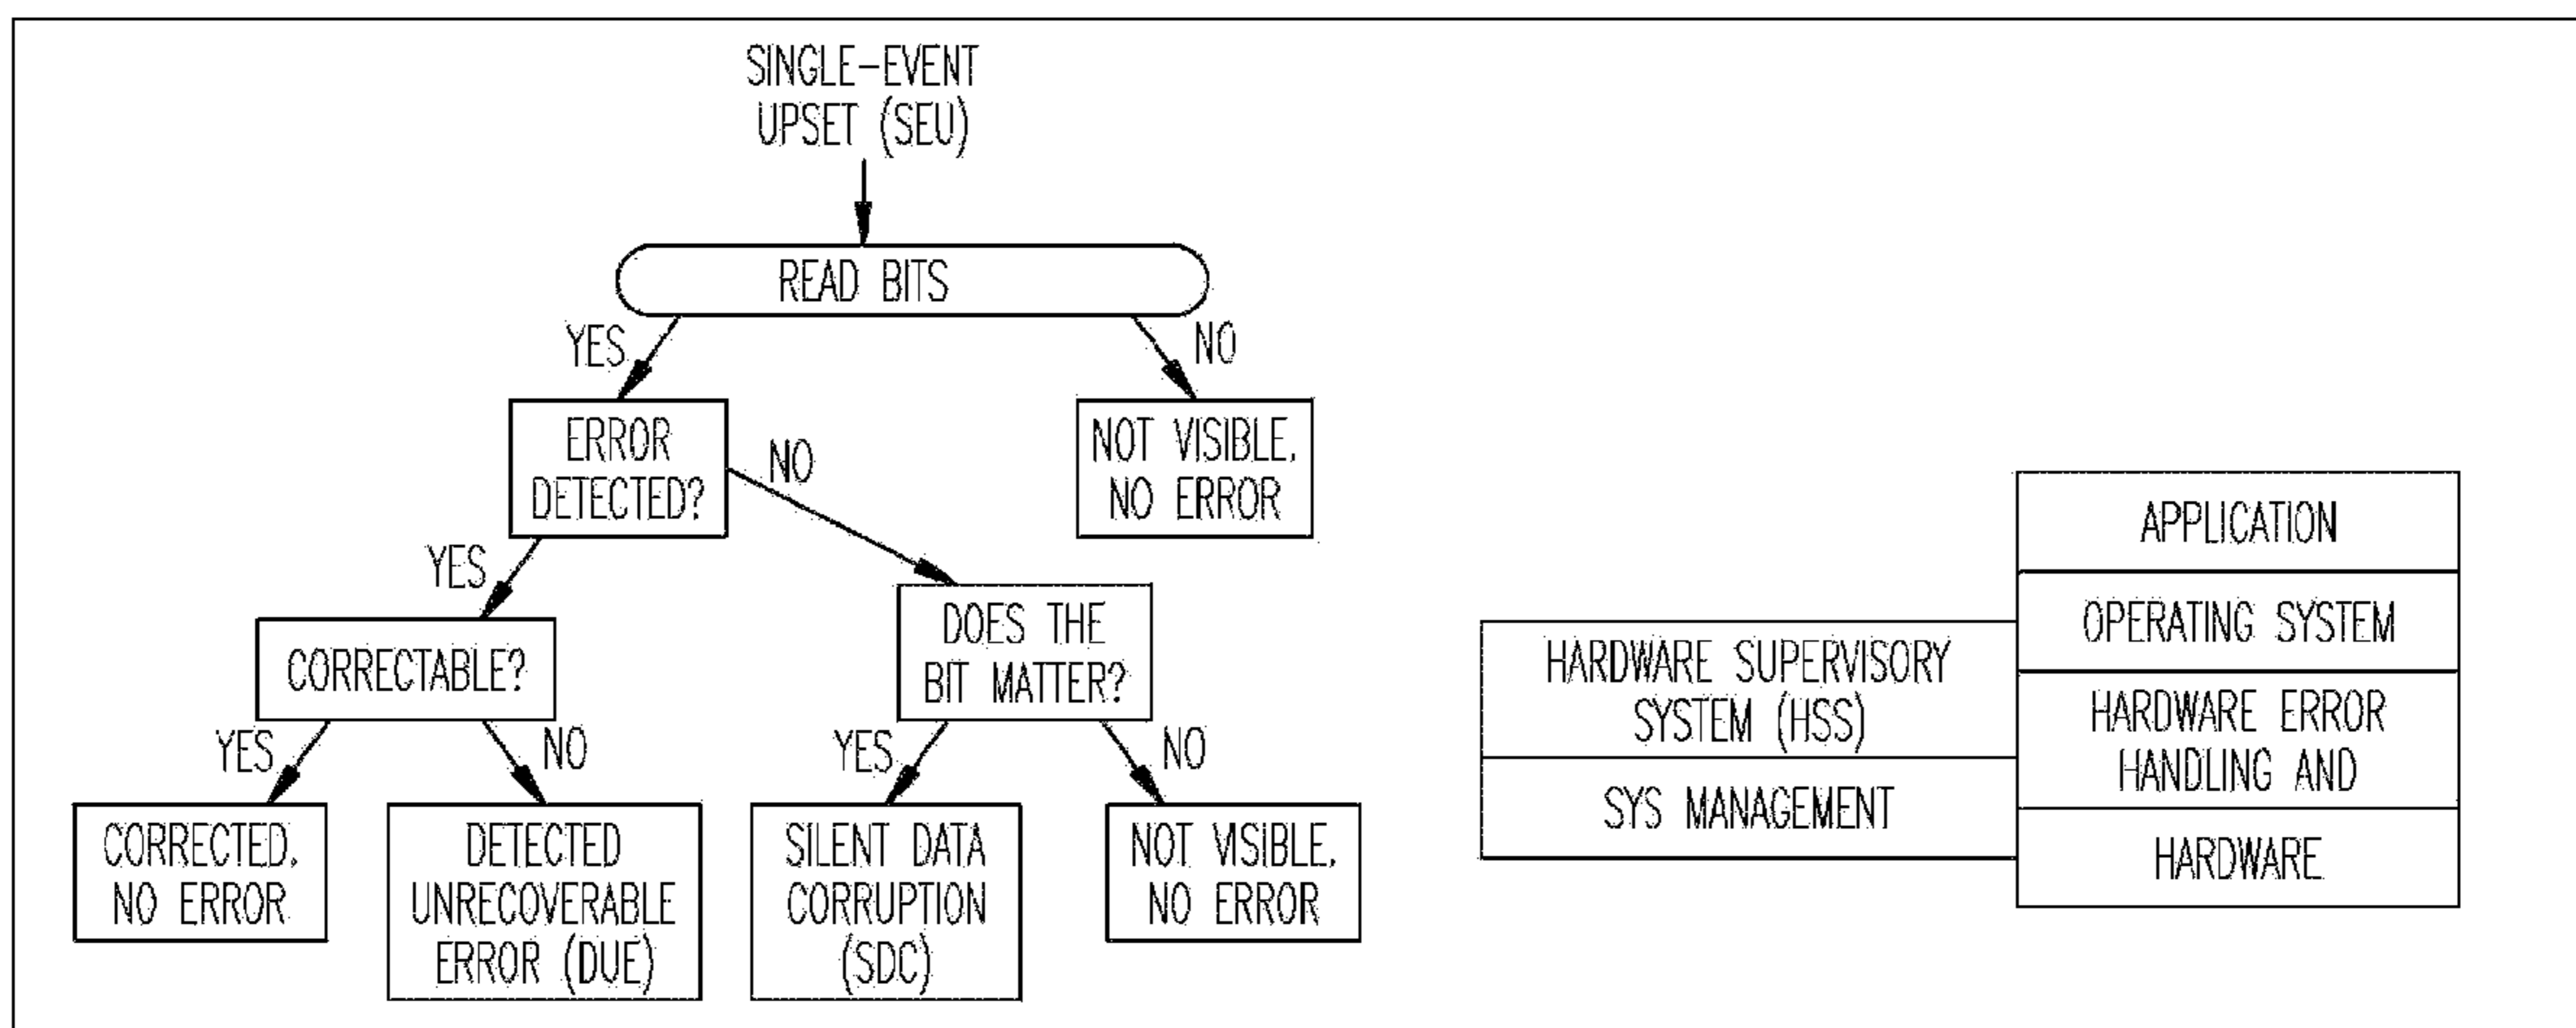 SINGLE-EVENT
UPSET (SEU)
READ BITS
YES
NO
ERROR
DETECTED?
NO
NOT VISIBLE,
NO ERROR
YES
CORRECTABLE?
DOES THE
BIT MATTER?
YES
NO
YES
NO
CORRECTED,
NO ERROR
DETECTED
UNRECOVERABLE
ERROR (DUE)
SILENT DATA
CORRUPTION
(SDC)
NOT VISIBLE,
NO ERROR
APPLICATION
OPERATING SYSTEM
HARDWARE SUPERVISORY
SYSTEM (HSS)
HARDWARE ERROR
HANDLING AND
SYS MANAGEMENT
HARDWARE